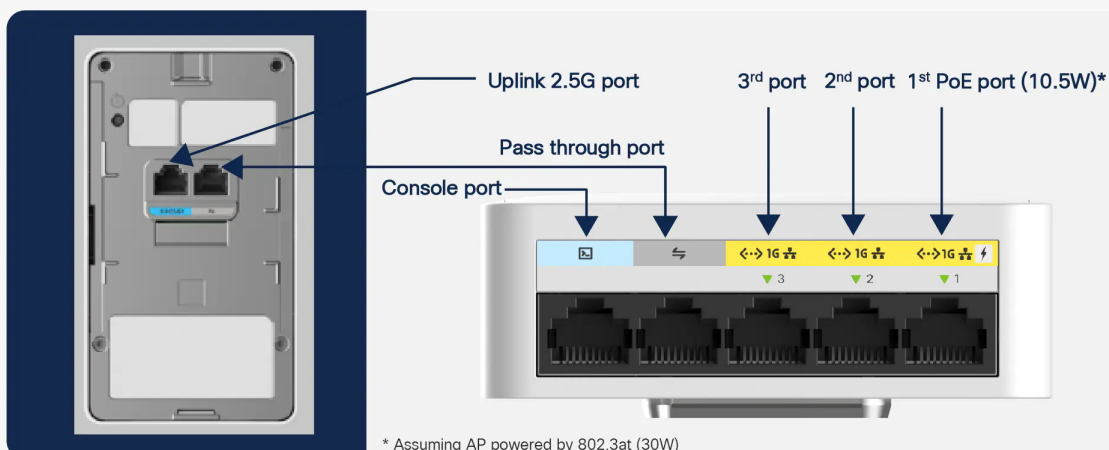 Uplink 2.5G port
3rd port 2nd port 1st PoE port (10.5W)*
Pass through port
Console port
1G 1G 1G
3 2 1
* Assuming AP powered by 802.3at (30W)